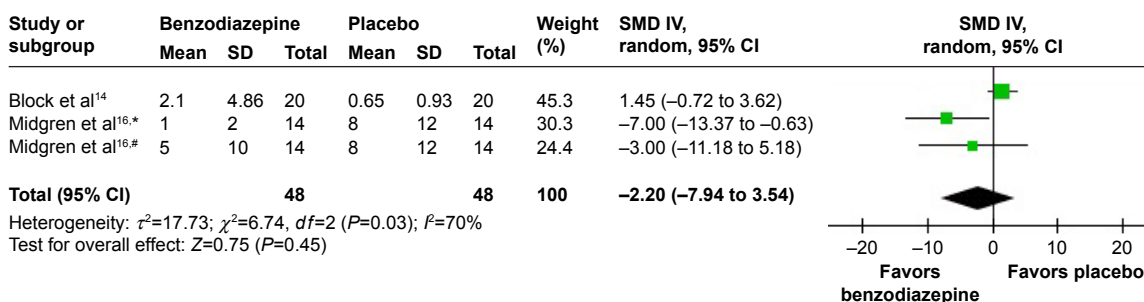 Study or subgroup Benzodiazepine Placebo Weight (%) SMD IV, random, 95% CI SMD IV, random, 95% CI
Mean SD Total Mean SD Total
Block et al14 2.1 4.86 20 0.65 0.93 20 45.3 1.45 (−0.72 to 3.62)
Midgren et al16,* 1 2 14 8 12 14 30.3 −7.00 (−13.37 to −0.63)
Midgren et al16,# 5 10 14 8 12 14 24.4 −3.00 (−11.18 to 5.18)
Total (95% CI) 48 48 100 −2.20 (−7.94 to 3.54)
Heterogeneity: τ2=17.73; χ2=6.74, df=2 (P=0.03); I2=70%
Test for overall effect: Z=0.75 (P=0.45)
−20 −10 0 10 20
Favors benzodiazepine Favors placebo